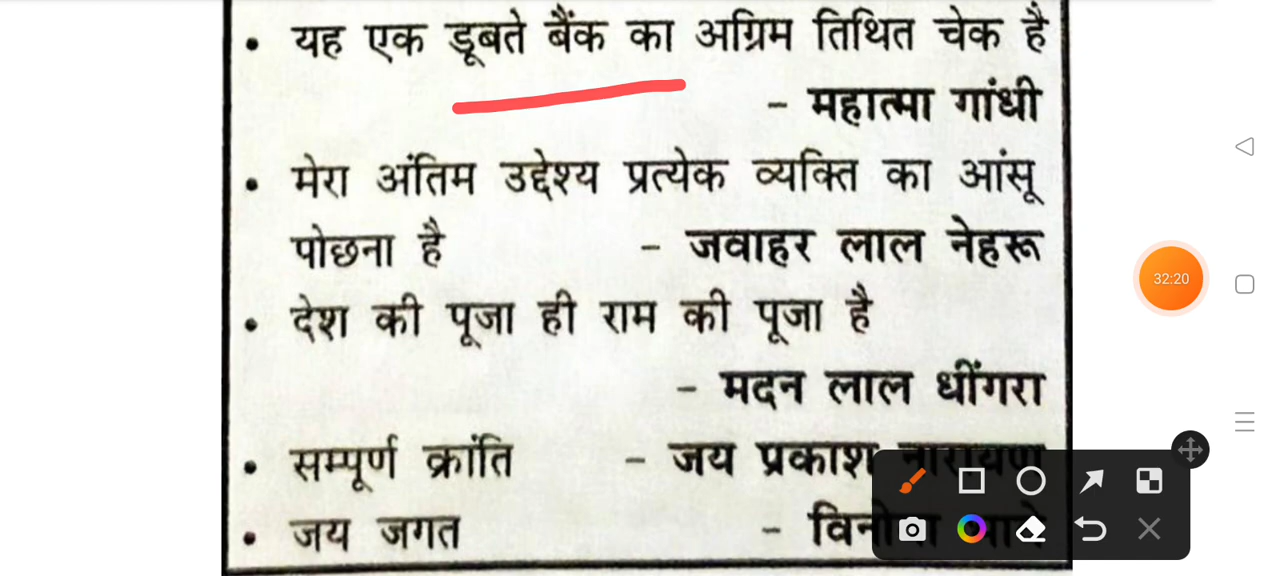 • यह एक डूबते बैंक का अग्रिम तिथित चेक है
- महात्मा गांधी
• मेरा अंतिम उद्देश्य प्रत्येक व्यक्ति का आंसू
पोछना है - जवाहर लाल नेहरू
• देश की पूजा ही राम की पूजा है
- मदन लाल धींगरा
• सम्पूर्ण क्रांति - जय प्रकाश नारायण
• जय जगत -
32:20